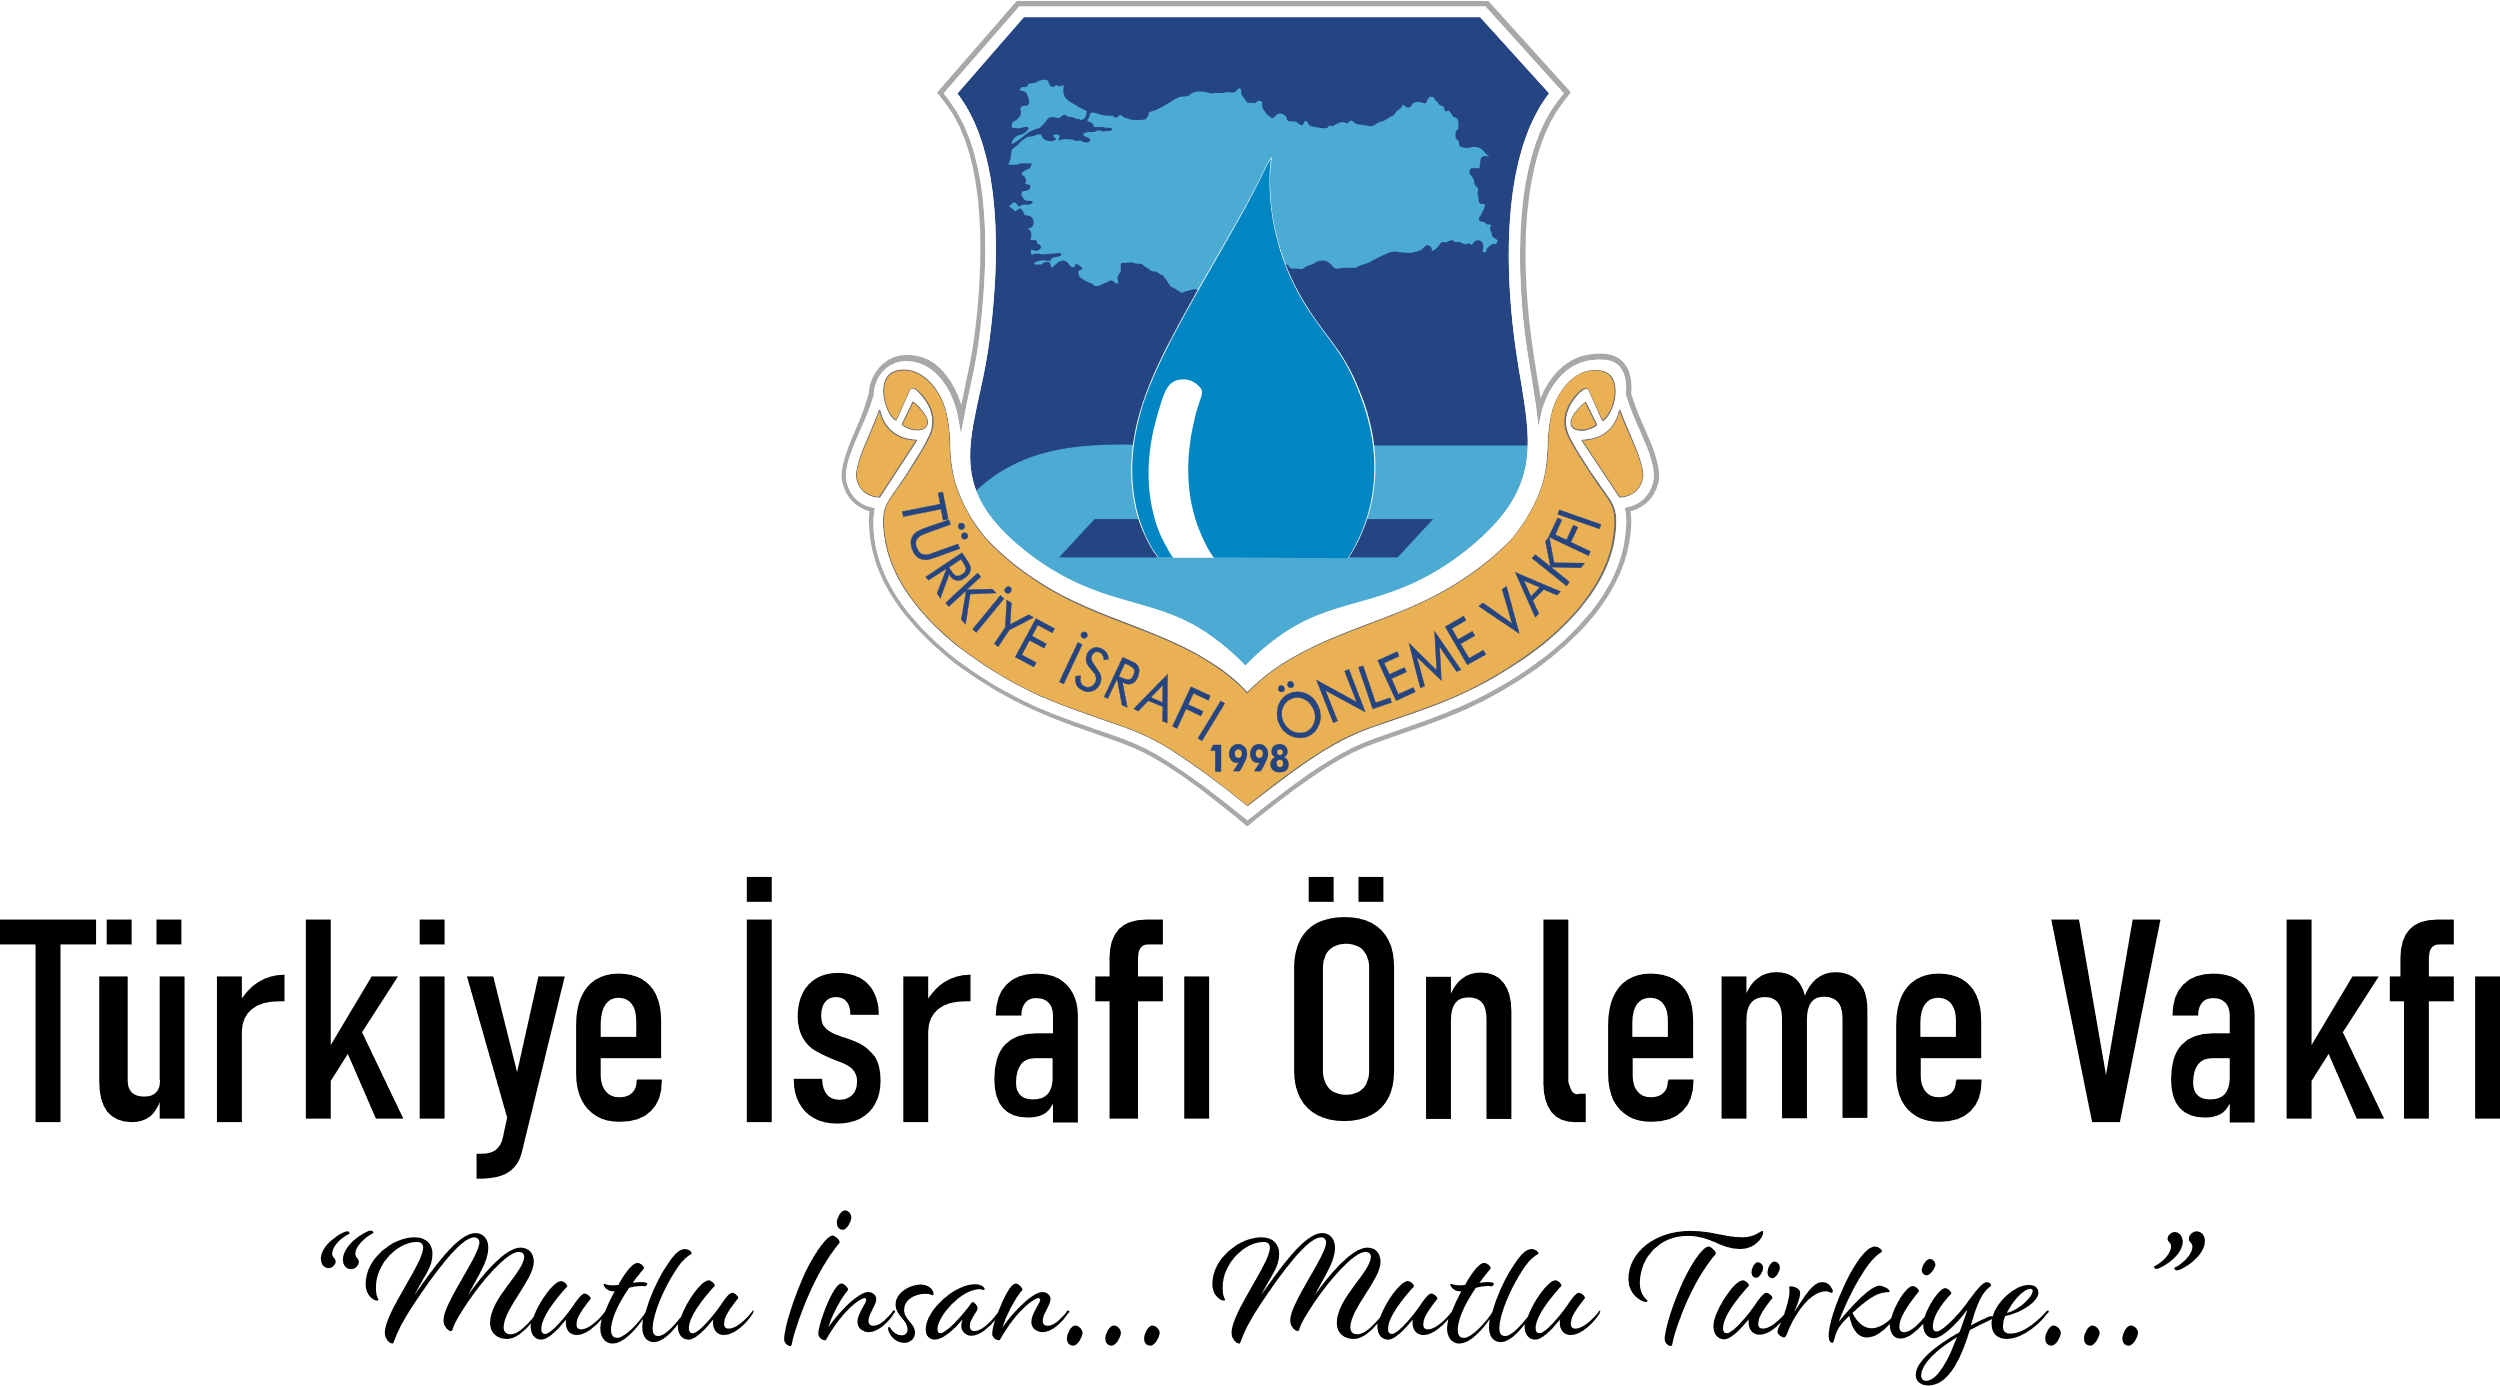 TÜRKİYE İSRAFI ÖNLEME VAKFI
1998
Türkiye İsrafı Önleme Vakfı
“Mutlu İnsan... Mutlu Türkiye...”